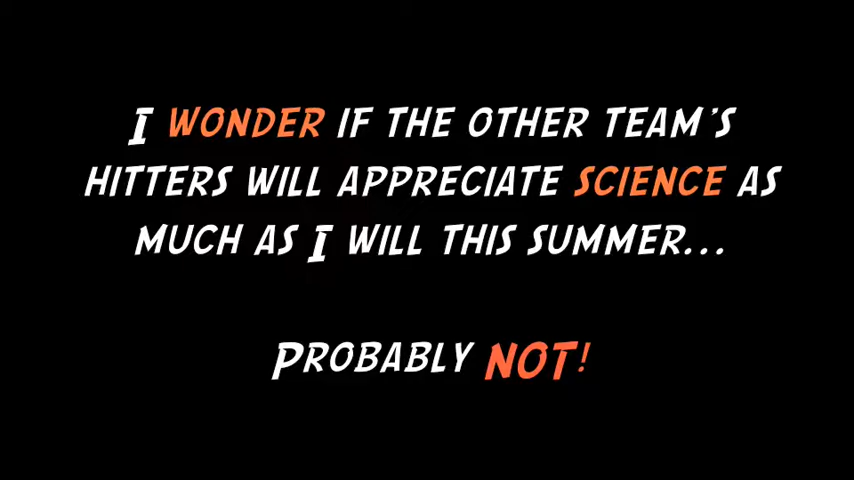 I WONDER IF THE OTHER TEAM'S
HITTERS WILL APPRECIATE SCIENCE AS
MUCH AS I WILL THIS SUMMER...
PROBABLY NOT!